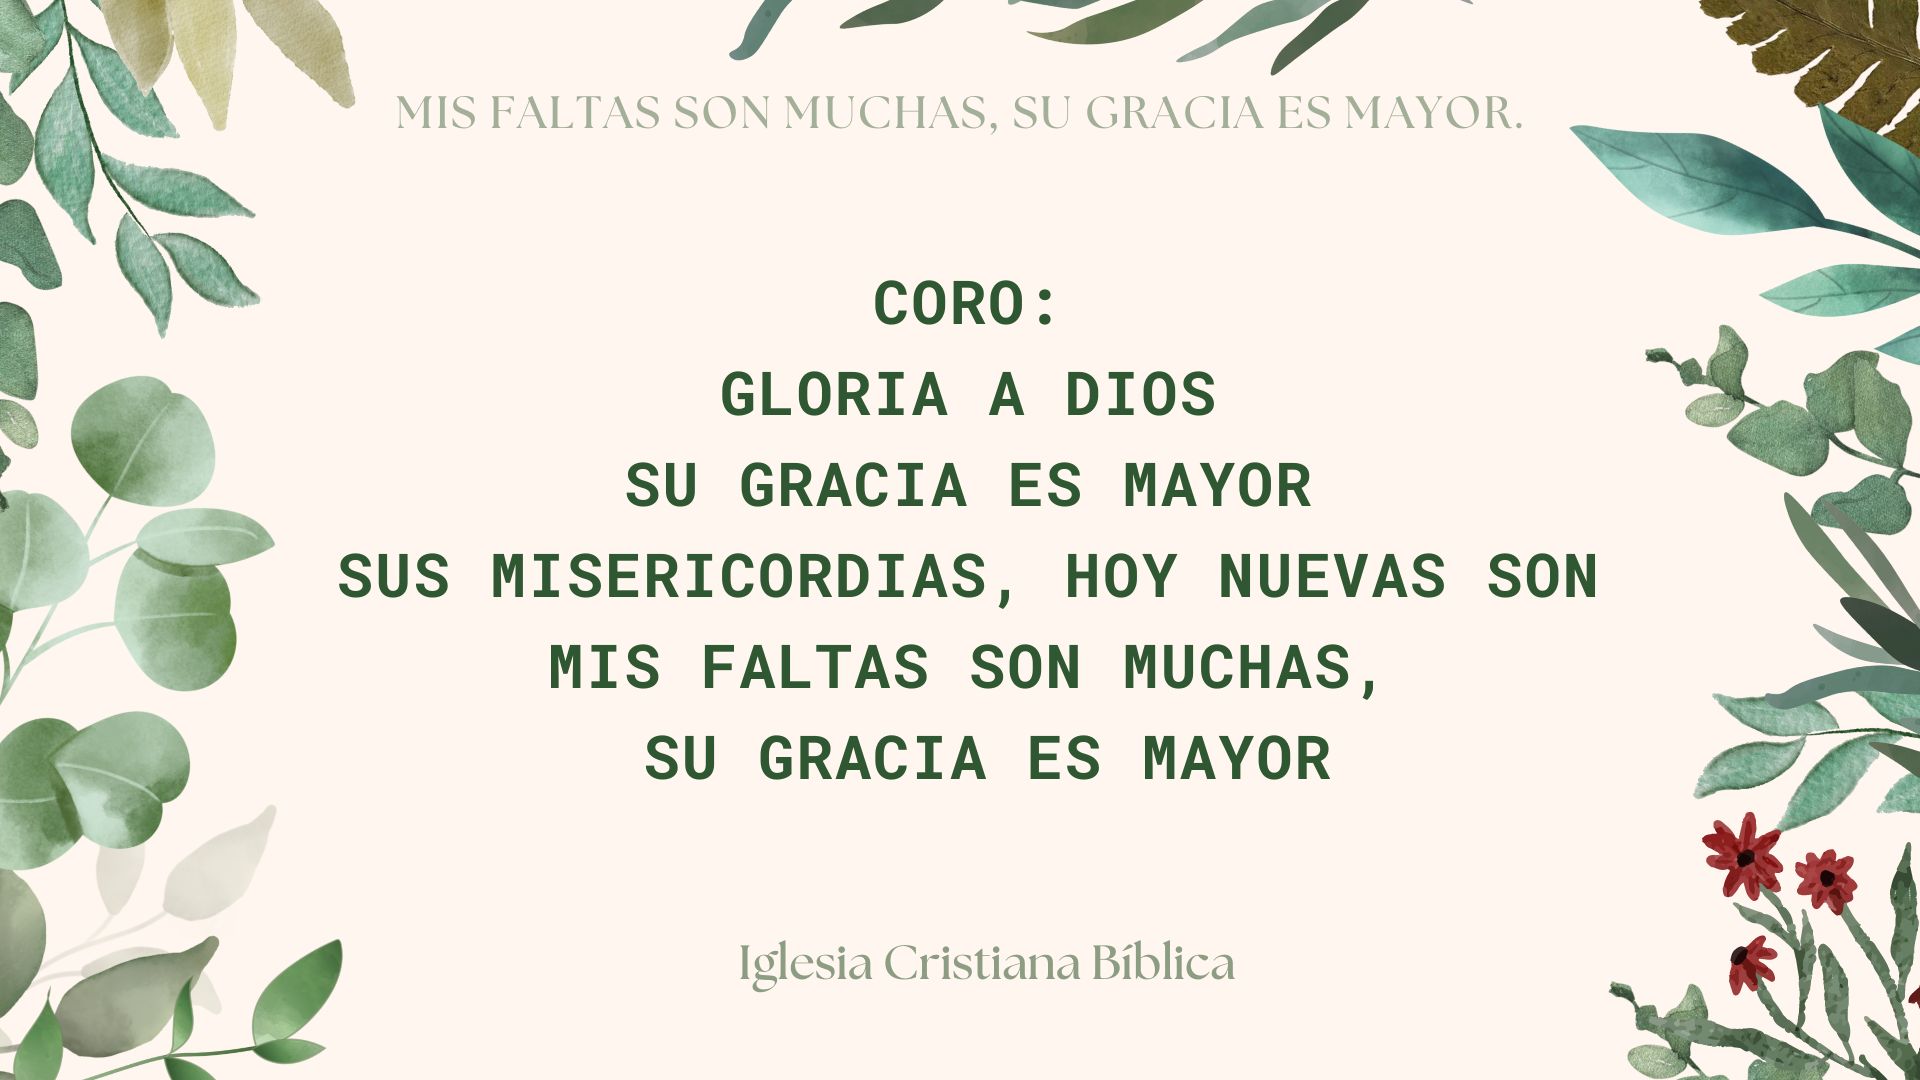 MIS FALTAS SON MUCHAS, SU GRACIA ES MAYOR.
CORO:
GLORIA A DIOS
SU GRACIA ES MAYOR
SUS MISERICORDIAS, HOY NUEVAS SON
MIS FALTAS SON MUCHAS,
SU GRACIA ES MAYOR
Iglesia Cristiana Bíblica